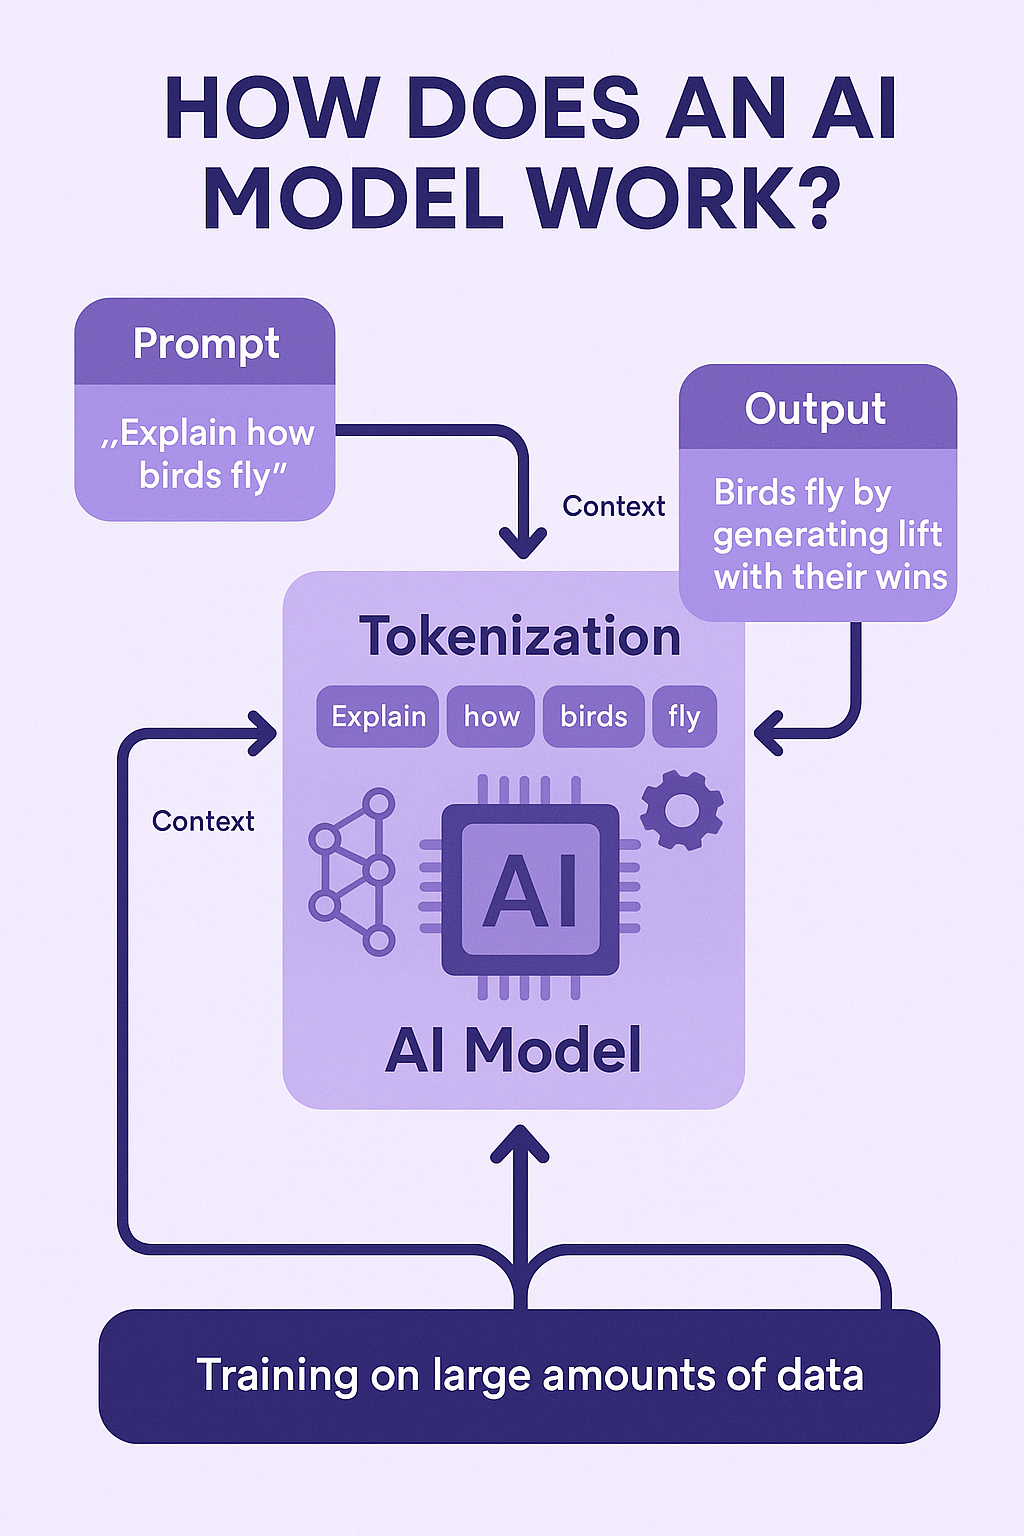 HOW DOES AN AI
MODEL WORK?
Prompt
,,Explain how
birds fly”
Output
Birds fly by
generating lift
with their wins
Context
Tokenization
Explain how birds fly
Context
AI
AI Model
Training on large amounts of data